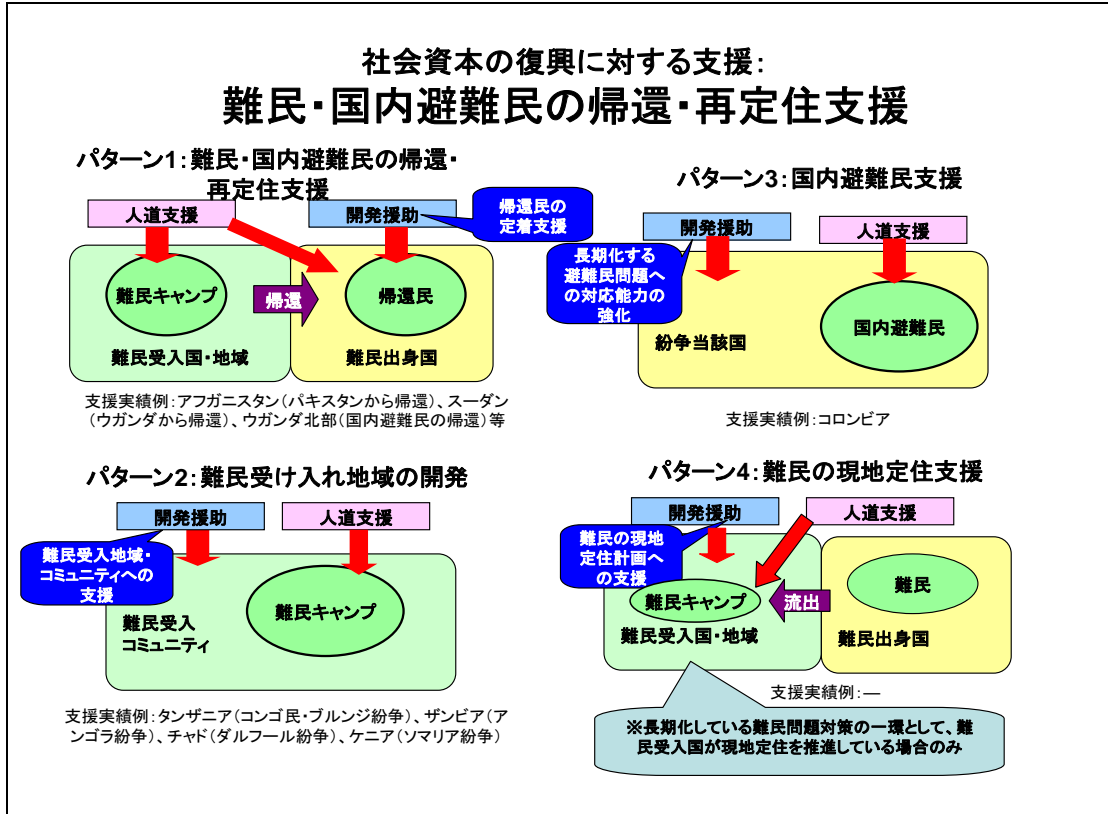 社会資本の復興に対する支援：
難民・国内避難民の帰還・再定住支援
パターン1：難民・国内避難民の帰還・
再定住支援
人道支援
開発援助
帰還民の
定着支援
難民キャンプ
帰還
帰還民
難民受入国・地域
難民出身国
支援実績例：アフガニスタン（パキスタンから帰還）、スーダン
（ウガンダから帰還）、ウガンダ北部（国内避難民の帰還）等
パターン3：国内避難民支援
開発援助
人道支援
長期化する
避難民問題へ
の対応能力の
強化
国内避難民
紛争当該国
支援実績例：コロンビア
パターン2：難民受け入れ地域の開発
開発援助
人道支援
難民受入地域・
コミュニティへの
支援
難民キャンプ
難民受入
コミュニティ
支援実績例：タンザニア（コンゴ民・ブルンジ紛争）、ザンビア（ア
ンゴラ紛争）、チャド（ダルフール紛争）、ケニア（ソマリア紛争）
パターン4：難民の現地定住支援
開発援助
人道支援
難民の現地
定住計画へ
の支援
難民キャンプ
流出
難民
難民受入国・地域
難民出身国
支援実績例：―
※長期化している難民問題対策の一環として、難
民受入国が現地定住を推進している場合のみ